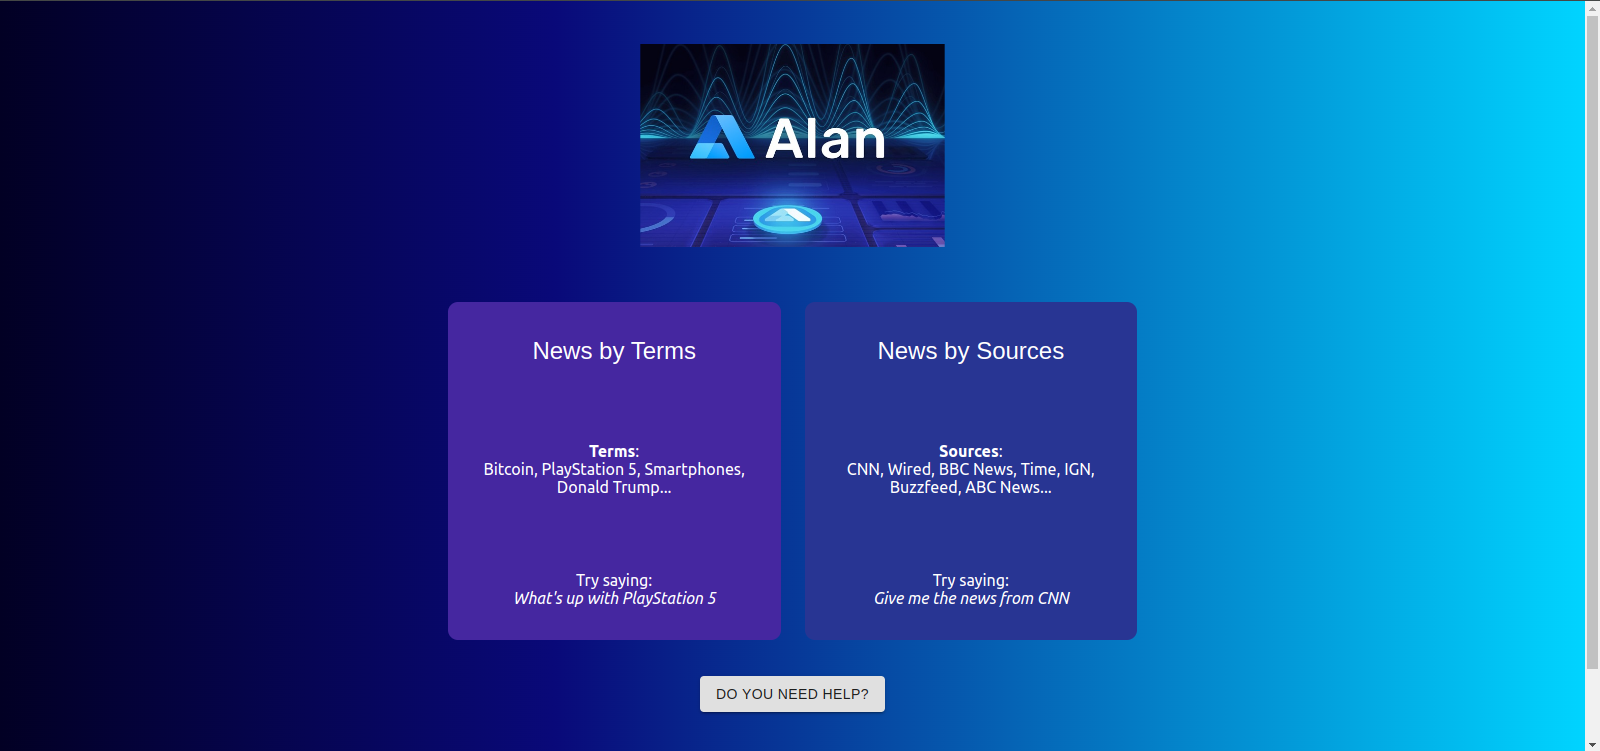 Alan
News by Terms
Terms:
Bitcoin, PlayStation 5, Smartphones,
Donald Trump...
Try saying:
What's up with PlayStation 5
News by Sources
Sources:
CNN, Wired, BBC News, Time, IGN,
Buzzfeed, ABC News...
Try saying:
Give me the news from CNN
DO YOU NEED HELP?